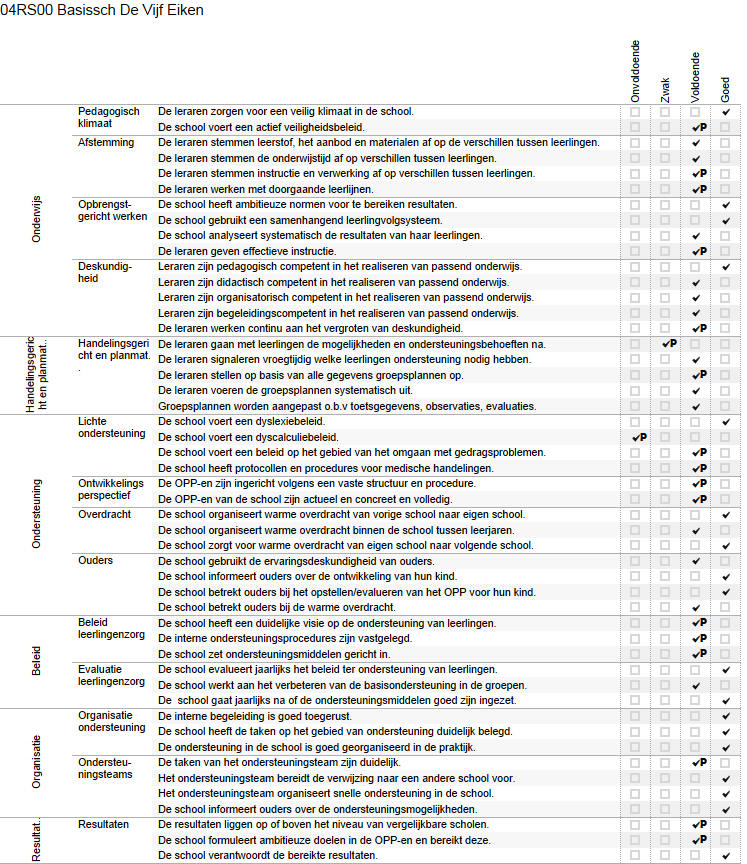 04RS00 Basissch De Vijf Eiken
Onvoldoende
Zwak
Voldoende
Goed
Onderwijs
Pedagogisch klimaat
De leraren zorgen voor een veilig klimaat in de school.
De school voert een actief veiligheidsbeleid. P
Afstemming
De leraren stemmen leerstof, het aanbod en materialen af op de verschillen tussen leerlingen.
De leraren stemmen de onderwijstijd af op verschillen tussen leerlingen.
De leraren stemmen instructie en verwerking af op verschillen tussen leerlingen. P
De leraren werken met doorgaande leerlijnen. P
Opbrengst-
gericht werken
De school heeft ambitieuze normen voor te bereiken resultaten.
De school gebruikt een samenhangend leerlingvolgsysteem.
De school analyseert systematisch de resultaten van haar leerlingen.
De leraren geven effectieve instructie. P
Deskundig-
heid
Leraren zijn pedagogisch competent in het realiseren van passend onderwijs.
Leraren zijn didactisch competent in het realiseren van passend onderwijs.
Leraren zijn organisatorisch competent in het realiseren van passend onderwijs.
Leraren zijn begeleidingscompetent in het realiseren van passend onderwijs.
De leraren werken continu aan het vergroten van deskundigheid. P
Handelingsgeric
ht en planmat..
Handelingsgeri
cht en planmat.
.
De leraren gaan met leerlingen de mogelijkheden en ondersteuningsbehoeften na. P
De leraren signaleren vroegtijdig welke leerlingen ondersteuning nodig hebben.
De leraren stellen op basis van alle gegevens groepsplannen op. P
De leraren voeren de groepsplannen systematisch uit.
Groepsplannen worden aangepast o.b.v toetsgegevens, observaties, evaluaties.
Ondersteuning
Lichte
ondersteuning
De school voert een dyslexiebeleid.
De school voert een dyscalculiebeleid. P
De school voert een beleid op het gebied van het omgaan met gedragsproblemen. P
De school heeft protocollen en procedures voor medische handelingen. P
Ontwikkelings
perspectief
De OPP-en zijn ingericht volgens een vaste structuur en procedure. P
De OPP-en van de school zijn actueel en concreet en volledig. P
Overdracht
De school organiseert warme overdracht van vorige school naar eigen school.
De school organiseert warme overdracht binnen de school tussen leerjaren.
De school zorgt voor warme overdracht van eigen school naar volgende school.
Ouders
De school gebruikt de ervaringsdeskundigheid van ouders.
De school informeert ouders over de ontwikkeling van hun kind.
De school betrekt ouders bij het opstellen/evalueren van het OPP voor hun kind.
De school betrekt ouders bij de warme overdracht.
Beleid
Beleid
leerlingenzorg
De school heeft een duidelijke visie op de ondersteuning van leerlingen. P
De interne ondersteuningsprocedures zijn vastgelegd. P
De school zet ondersteuningsmiddelen gericht in. P
Evaluatie
leerlingenzorg
De school evalueert jaarlijks het beleid ter ondersteuning van leerlingen.
De school werkt aan het verbeteren van de basisondersteuning in de groepen.
De school gaat jaarlijks na of de ondersteuningsmiddelen goed zijn ingezet.
Organisatie
Organisatie
ondersteuning
De interne begeleiding is goed toegerust.
De school heeft de taken op het gebied van ondersteuning duidelijk belegd.
De ondersteuning in de school is goed georganiseerd in de praktijk.
Ondersteu-
ningsteams
De taken van het ondersteuningsteam zijn duidelijk. P
Het ondersteuningsteam bereidt de verwijzing naar een andere school voor.
Het ondersteuningsteam organiseert snelle ondersteuning in de school.
De school informeert ouders over de ondersteuningsmogelijkheden.
Resultat..
Resultaten
De resultaten liggen op of boven het niveau van vergelijkbare scholen. P
De school formuleert ambitieuze doelen in de OPP-en en bereikt deze. P
De school verantwoordt de bereikte resultaten.